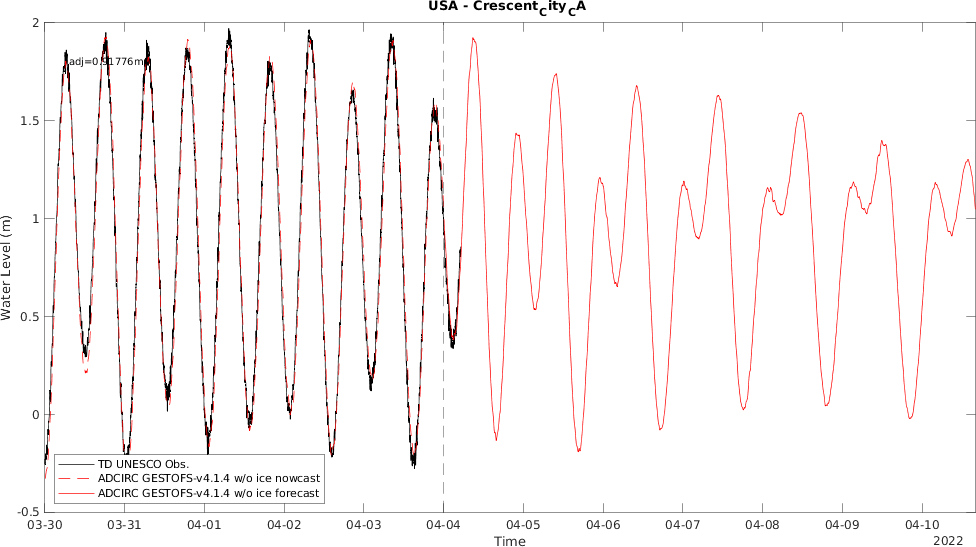 USA - Crescent_City_CA
adj=0.91776m
2
1.5
1
0.5
0
-0.5
Water Level (m)
TD UNESCO Obs.
ADCIRC GESTOFS-v4.1.4 w/o ice nowcast
ADCIRC GESTOFS-v4.1.4 w/o ice forecast
03-30 03-31 04-01 04-02 04-03 04-04 04-05 04-06 04-07 04-08 04-09 04-10
Time
2022